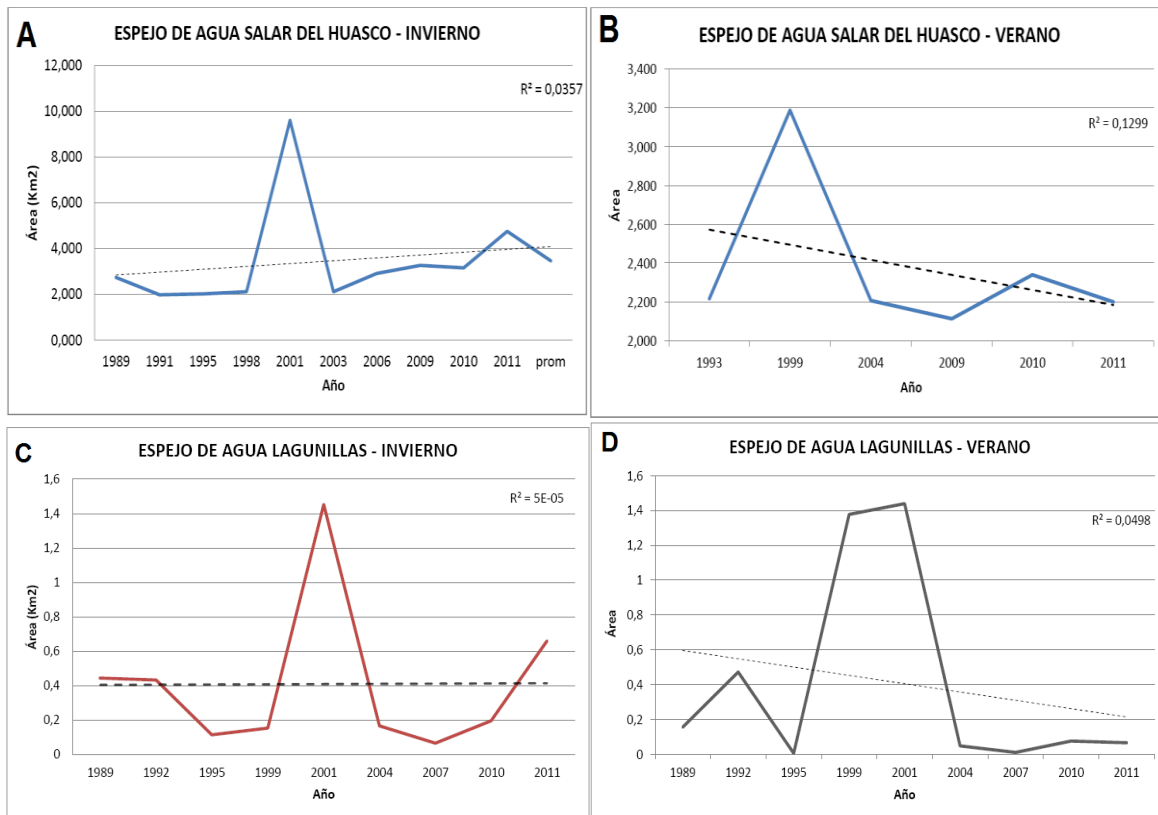 A
ESPEJO DE AGUA SALAR DEL HUASCO - INVIERNO
12,000
10,000
8,000
6,000
4,000
2,000
0,000
Área (Km2)
R² = 0,0357
1989 1991 1995 1998 2001 2003 2006 2009 2010 2011 prom
Año
B
ESPEJO DE AGUA SALAR DEL HUASCO - VERANO
3,400
3,200
3,000
2,800
2,600
2,400
2,200
2,000
Área
R² = 0,1299
1993 1999 2004 2009 2010 2011
Año
C
ESPEJO DE AGUA LAGUNILLAS - INVIERNO
1,6
1,4
1,2
1
0,8
0,6
0,4
0,2
0
Área (Km2)
R² = 5E-05
1989 1992 1995 1999 2001 2004 2007 2010 2011
Año
D
ESPEJO DE AGUA LAGUNILLAS - VERANO
1,6
1,4
1,2
1
0,8
0,6
0,4
0,2
0
Área
R² = 0,0498
1989 1992 1995 1999 2001 2004 2007 2010 2011
Año